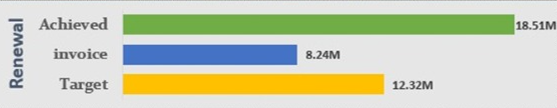 Renewal
Achieved 18.51M
invoice 8.24M
Target 12.32M